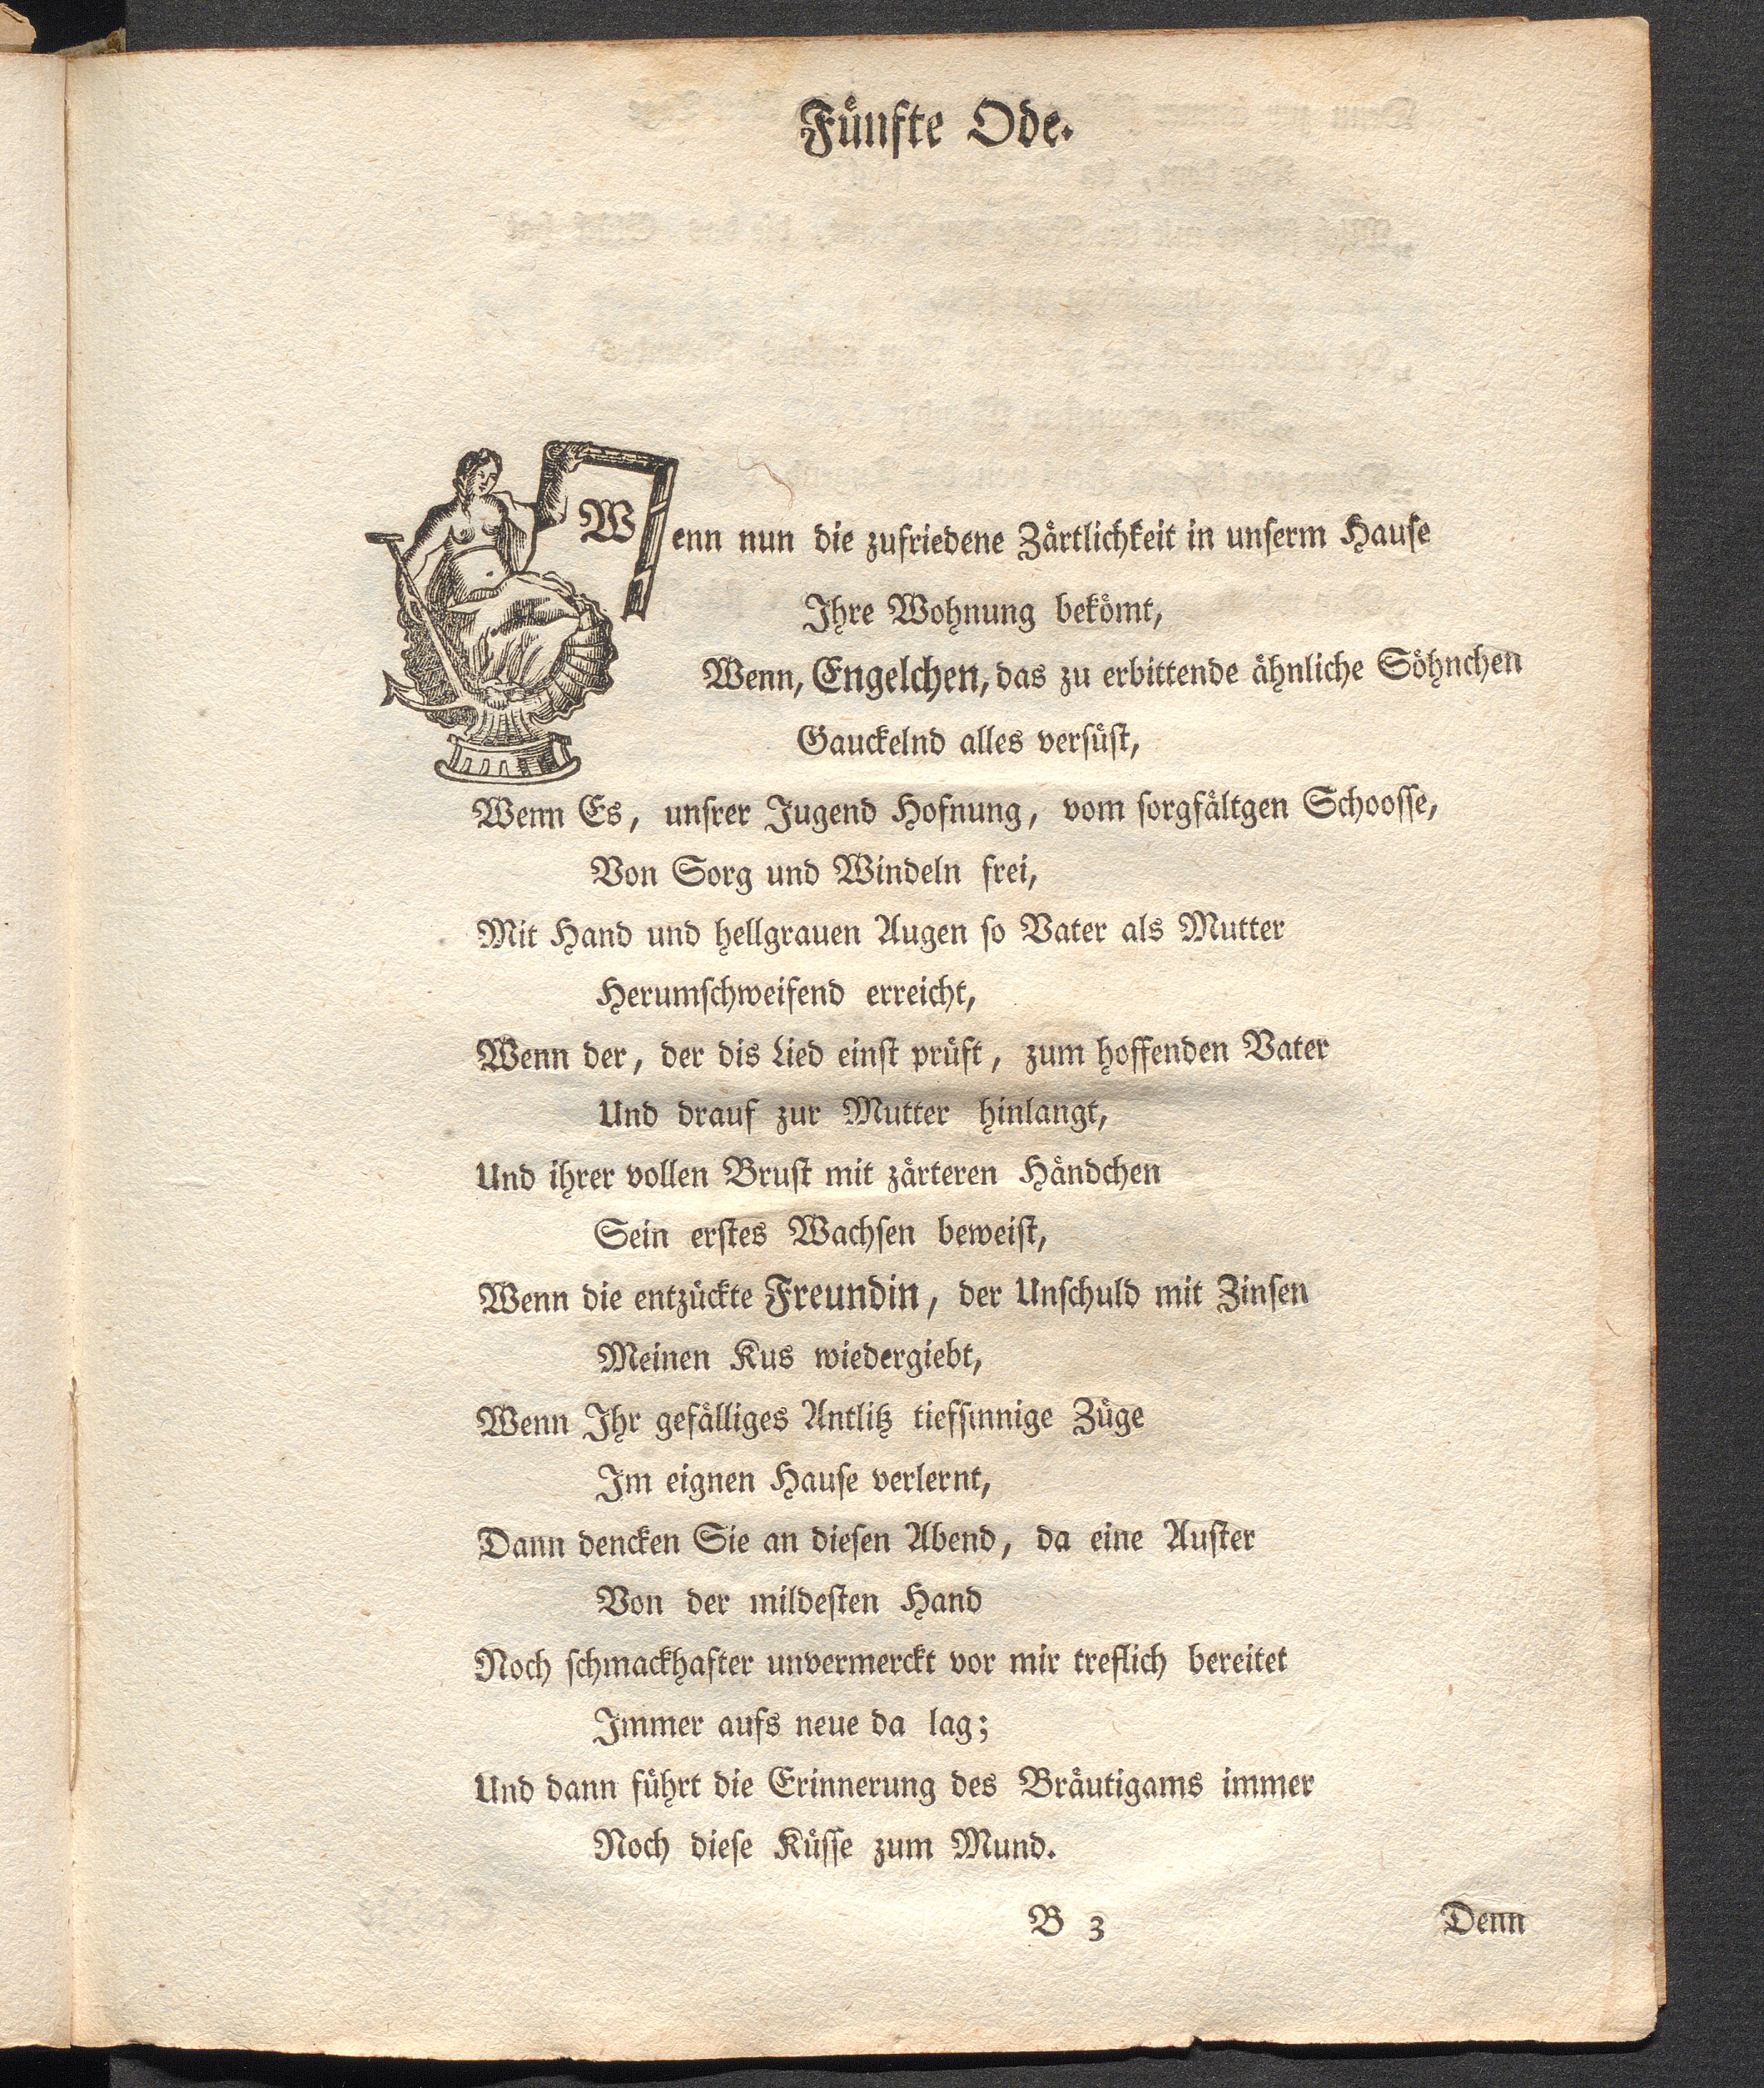 Fünfte Ode.
Wenn nun die zufriedene Zärtlichkeit in unſerm Hauſe
Ihre Wohnung bekömt,
Wenn, Engelchen, das zu erbittende ähnliche Söhnchen
Gauckelnd alles verſüſt,
Wenn Es, unſrer Jugend Hofnung, vom ſorgfältgen Schooſſe,
Von Sorg und Windeln frei,
Mit Hand und hellgrauen Augen ſo Vater als Mutter
Herumſchweifend erreicht,
Wenn der, der dis Lied einſt prüft, zum hoffenden Vater
Und drauf zur Mutter hinlangt,
Und ihrer vollen Bruſt mit zärteren Händchen
Sein erſtes Wachſen beweiſt,
Wenn die entzückte Freundin, der Unſchuld mit Zinſen
Meinen Kus wiedergiebt,
Wenn Ihr gefälliges Antlitz tiefſinnige Züge
Im eignen Hauſe verlernt,
Dann dencken Sie an dieſen Abend, da eine Auſter
Von der mildeſten Hand
Noch ſchmackhafter unvermerckt vor mir treflich bereitet
Immer aufs neue da lag;
Und dann führt die Erinnerung des Bräutigams immer
Noch dieſe Küſſe zum Mund.
B 3 Denn